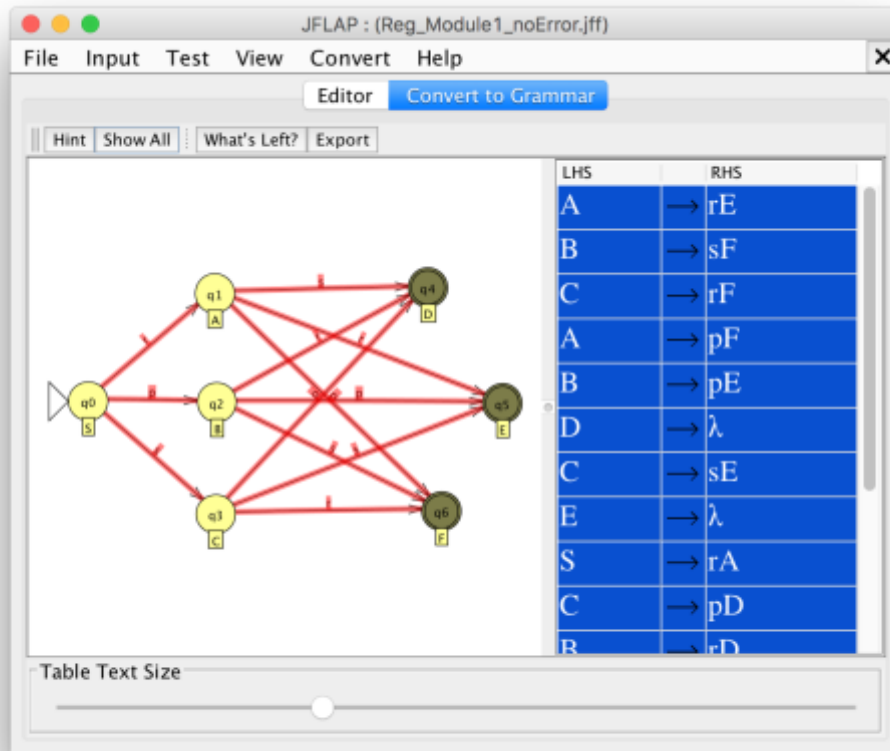 JFLAP : (Reg_Module1_noError.jff)
File Input Test View Convert Help
Editor Convert to Grammar
Hint Show All What's Left? Export
LHS RHS
A → rE
B → sF
C → rF
A → pF
B → pE
D → λ
C → sE
E → λ
S → rA
C → pD
B → rD
q0
S
q1
A
q2
B
q3
C
q4
D
q5
E
q6
F
p
p
Table Text Size